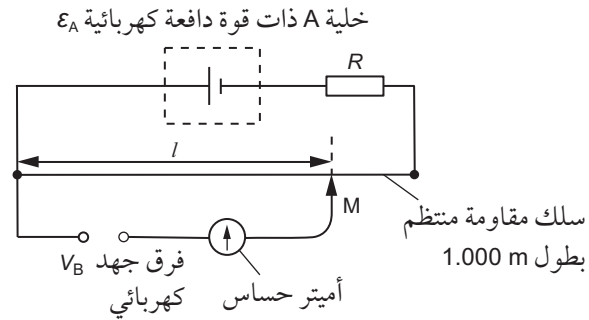 خلية A ذات قوة دافعة كهربائية εA
R
l
M
سلك مقاومة منتظم
بطول 1.000 m
فرق جهد VB
كهربائي
أميتر حساس